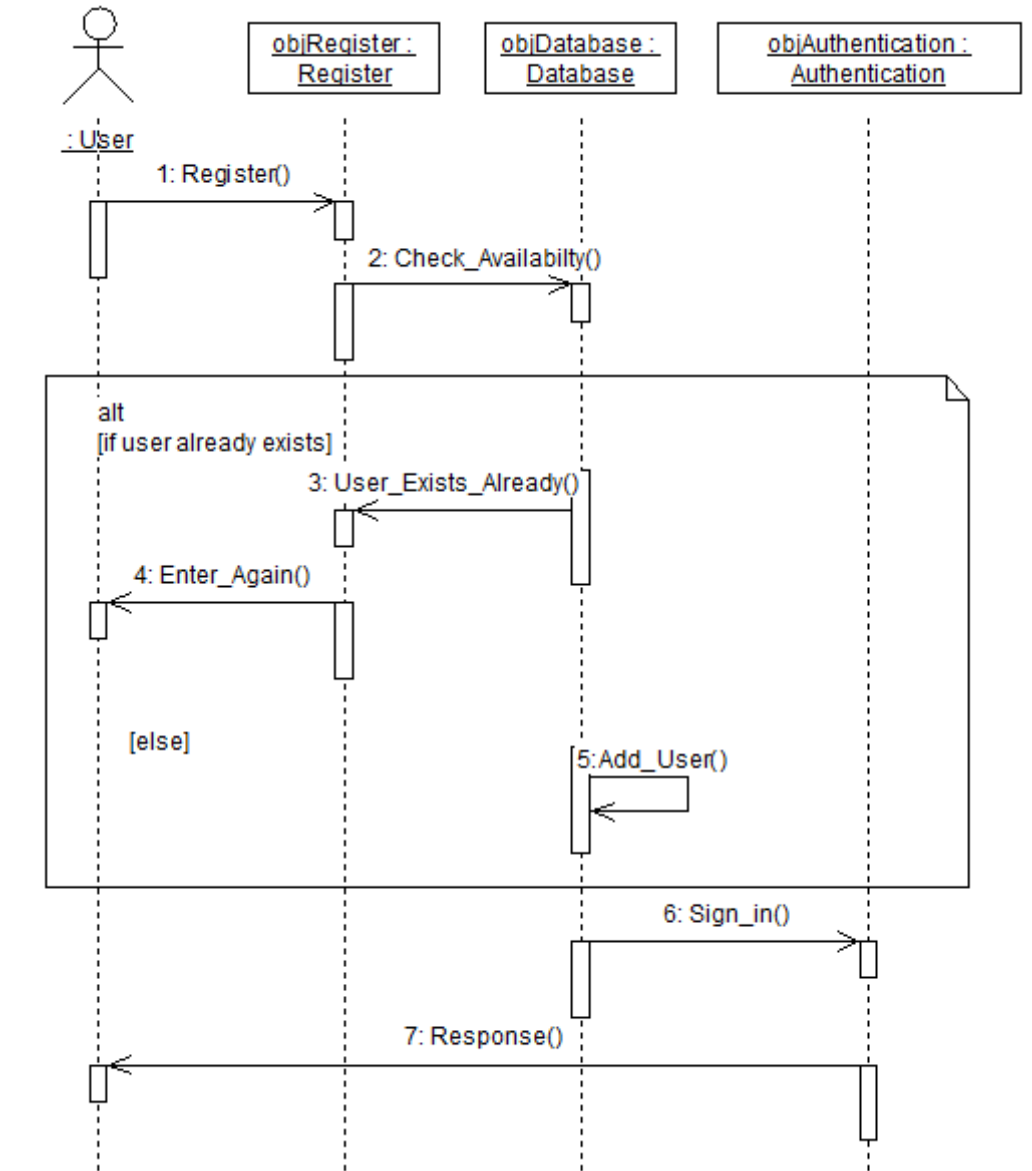 objRegister :
Register
objDatabase :
Database
objAuthentication :
Authentication
: User
1: Register()
2: Check_Availabilty()
alt
[if user already exists]
3: User_Exists_Already()
4: Enter_Again()
[else]
5:Add_User()
6: Sign_in()
7: Response()